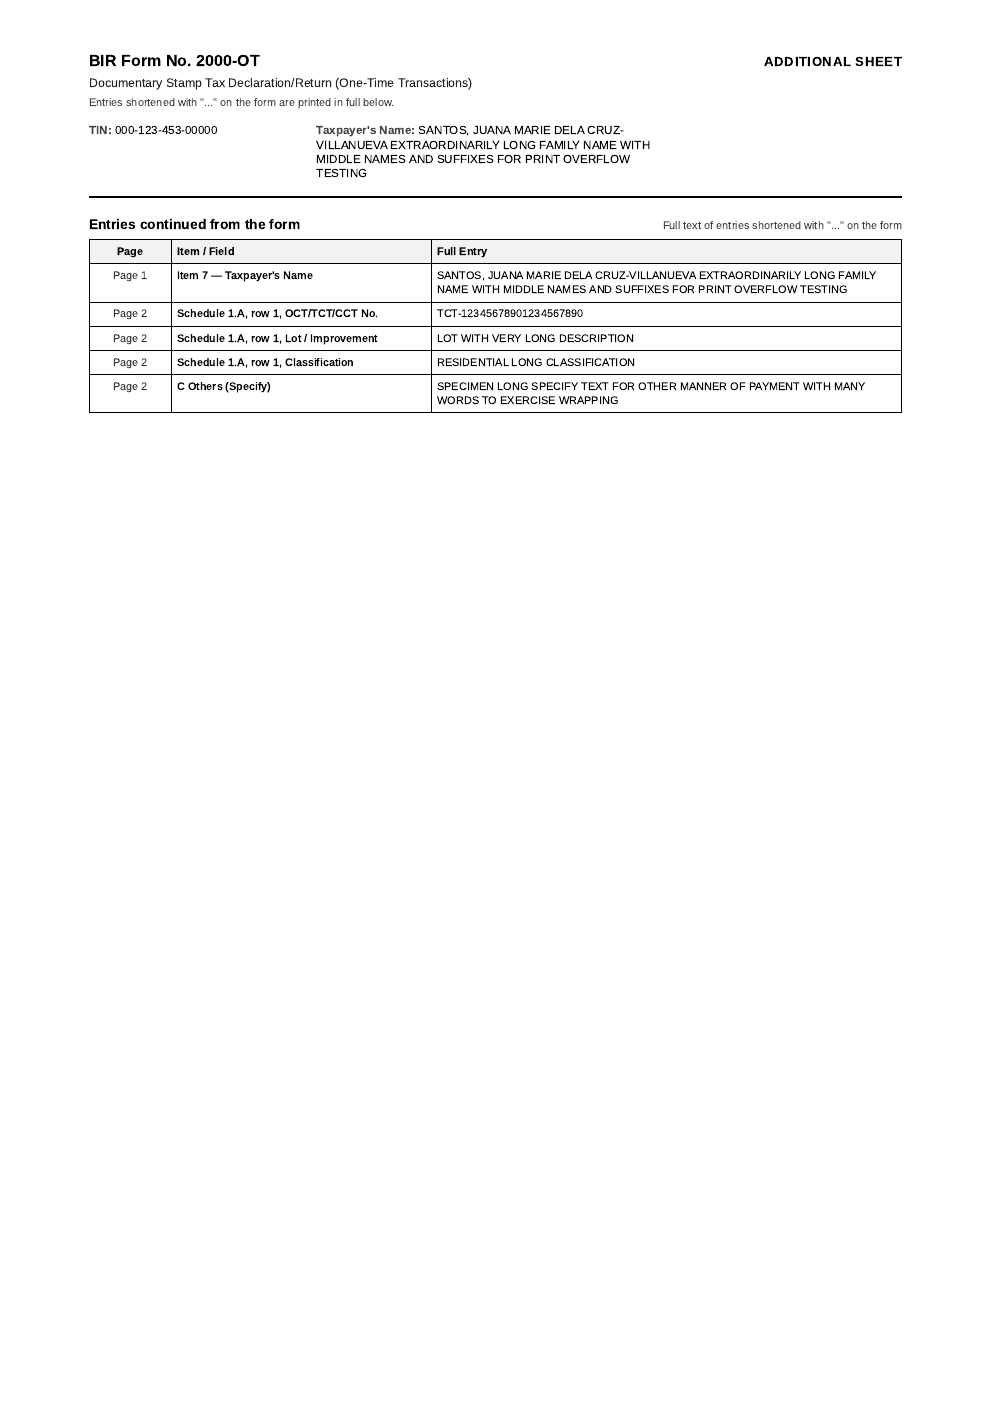 BIR Form No. 2000-OT
ADDITIONAL SHEET
Documentary Stamp Tax Declaration/Return (One-Time Transactions)
Entries shortened with "..." on the form are printed in full below.
TIN: 000-123-453-00000
Taxpayer's Name: SANTOS, JUANA MARIE DELA CRUZ-
VILLANUEVA EXTRAORDINARILY LONG FAMILY NAME WITH
MIDDLE NAMES AND SUFFIXES FOR PRINT OVERFLOW
TESTING
Entries continued from the form
Full text of entries shortened with "..." on the form
Page Item / Field Full Entry
Page 1 Item 7 — Taxpayer's Name SANTOS, JUANA MARIE DELA CRUZ-VILLANUEVA EXTRAORDINARILY LONG FAMILY
NAME WITH MIDDLE NAMES AND SUFFIXES FOR PRINT OVERFLOW TESTING
Page 2 Schedule 1.A, row 1, OCT/TCT/CCT No. TCT-12345678901234567890
Page 2 Schedule 1.A, row 1, Lot / Improvement LOT WITH VERY LONG DESCRIPTION
Page 2 Schedule 1.A, row 1, Classification RESIDENTIAL LONG CLASSIFICATION
Page 2 C Others (Specify) SPECIMEN LONG SPECIFY TEXT FOR OTHER MANNER OF PAYMENT WITH MANY
WORDS TO EXERCISE WRAPPING